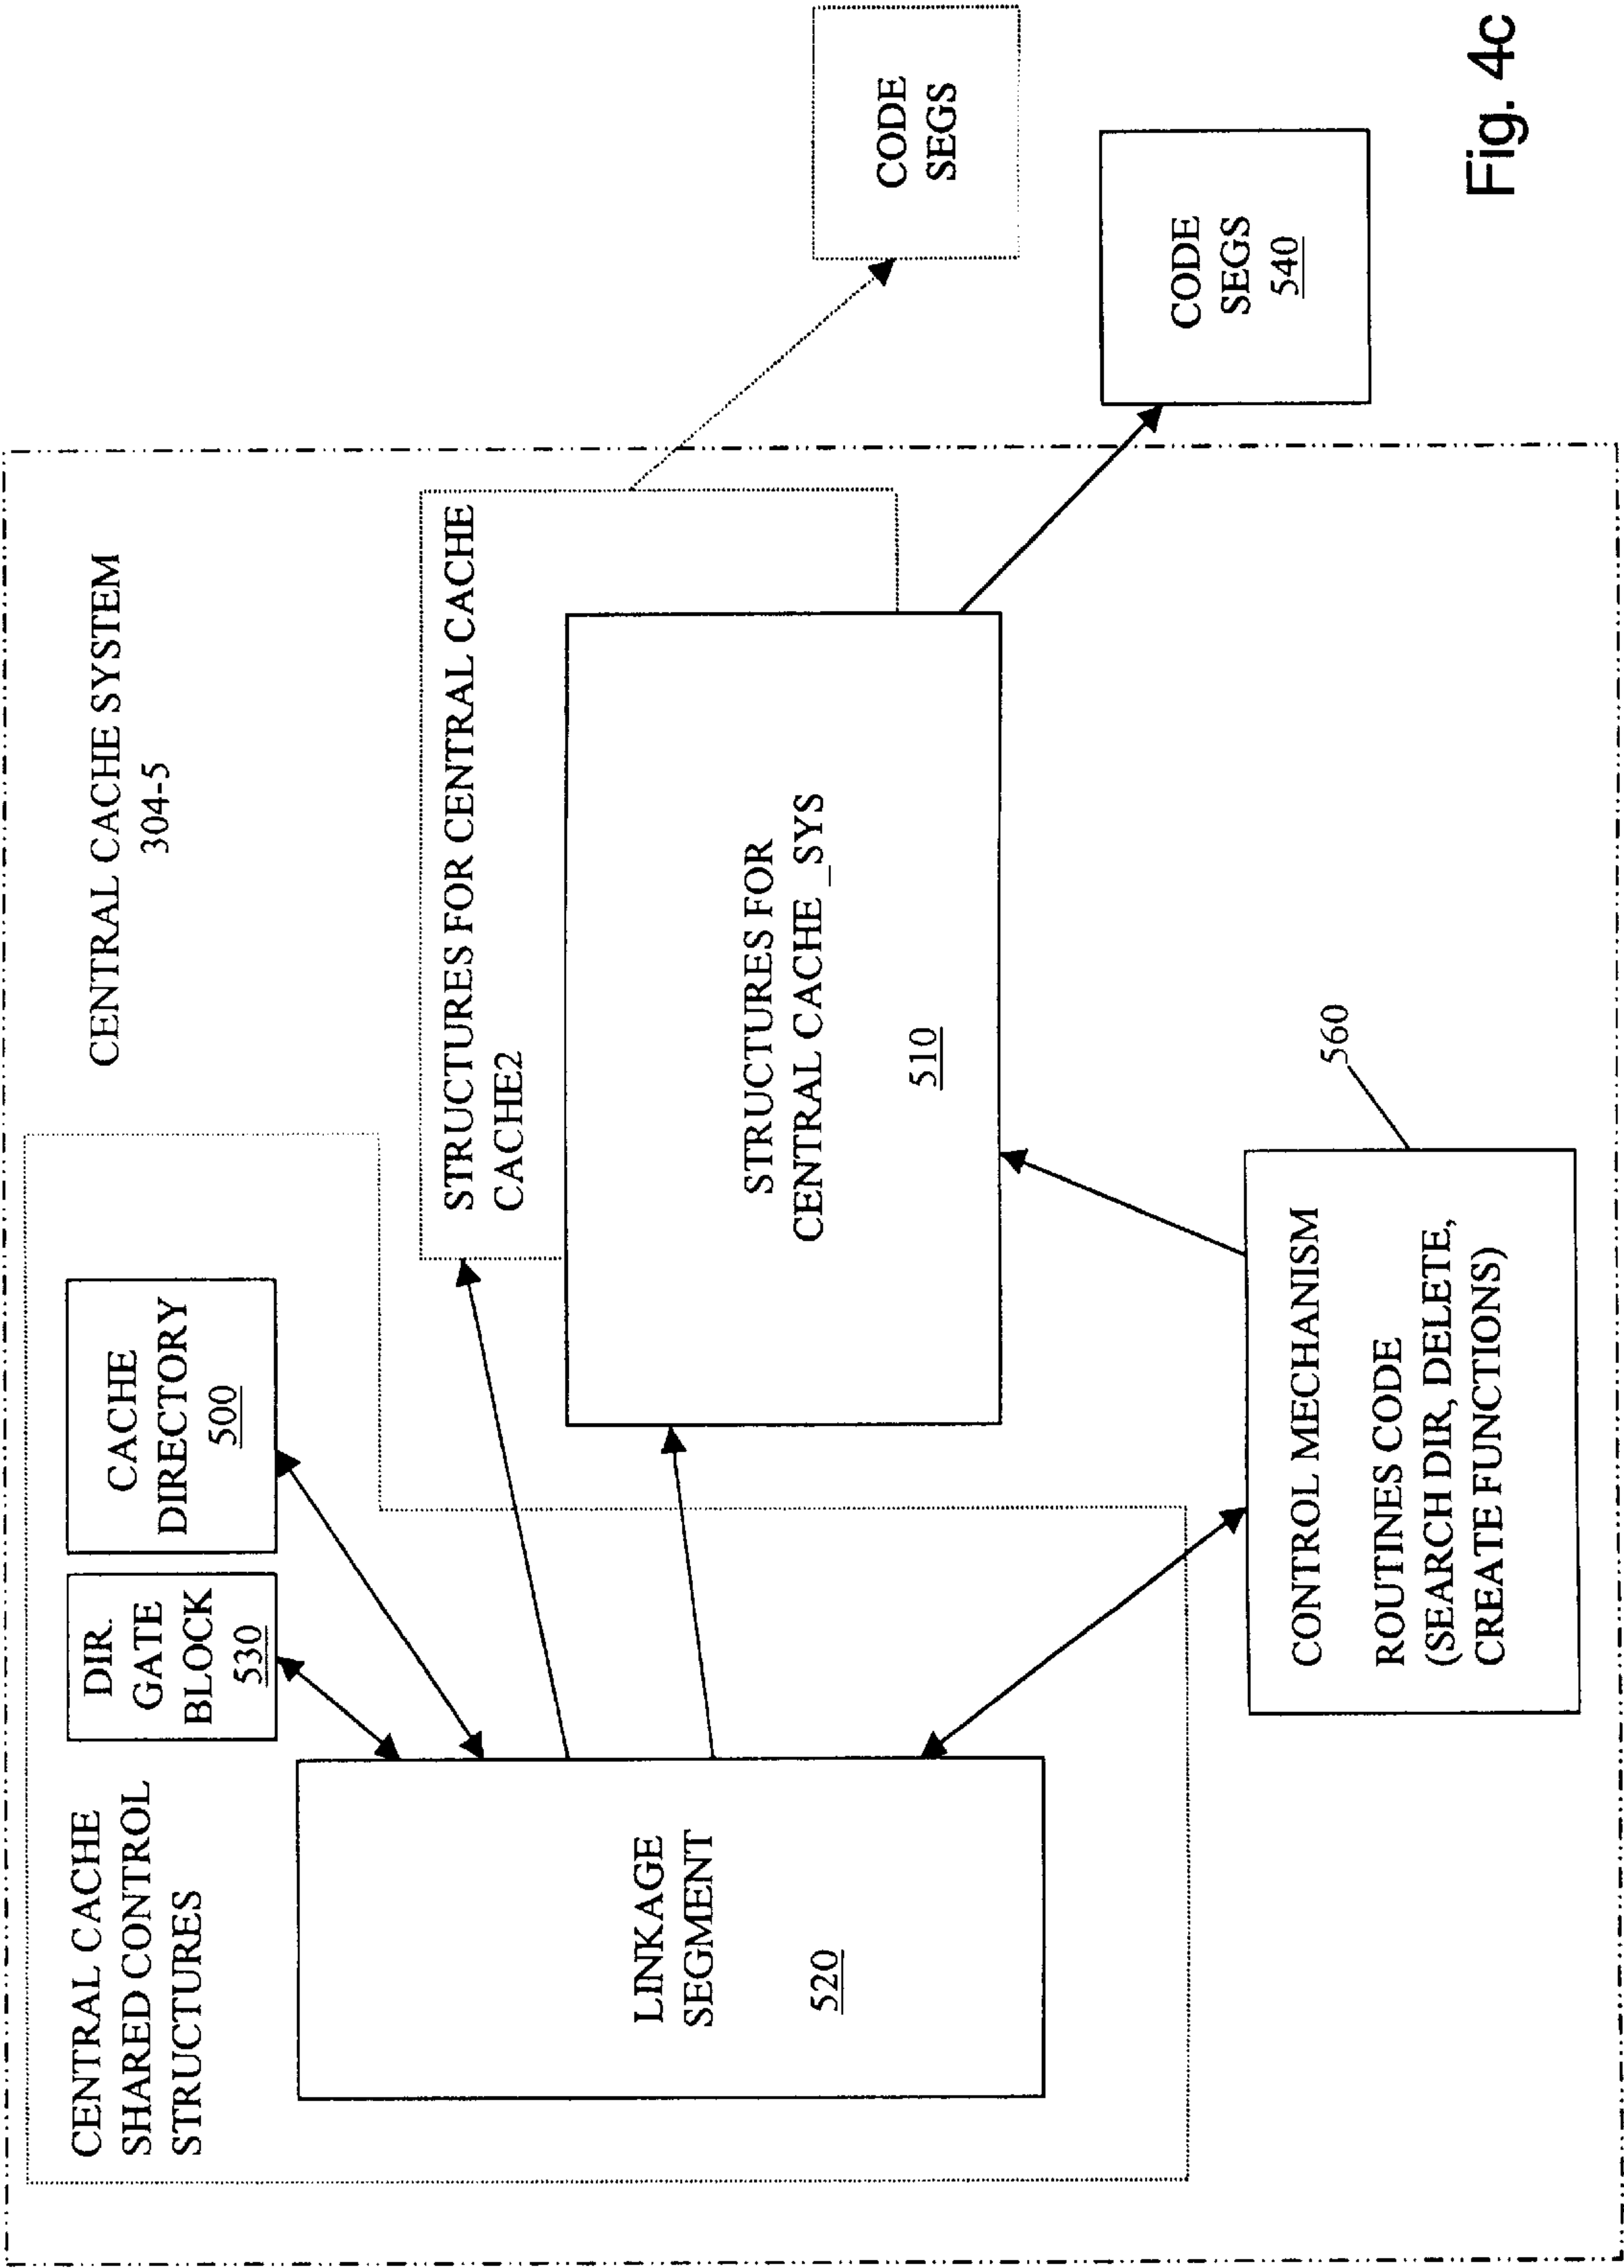 CENTRAL CACHE SYSTEM
304-5
CENTRAL CACHE
SHARED CONTROL
STRUCTURES
DIR.
GATE
BLOCK
530
CACHE
DIRECTORY
500
LINKAGE
SEGMENT
520
STRUCTURES FOR CENTRAL CACHE
CACHE2
STRUCTURES FOR
CENTRAL CACHE_SYS
510
CODE
SEGS
CODE
SEGS
540
560
CONTROL MECHANISM
ROUTINES CODE
(SEARCH DIR, DELETE,
CREATE FUNCTIONS)
Fig. 4c